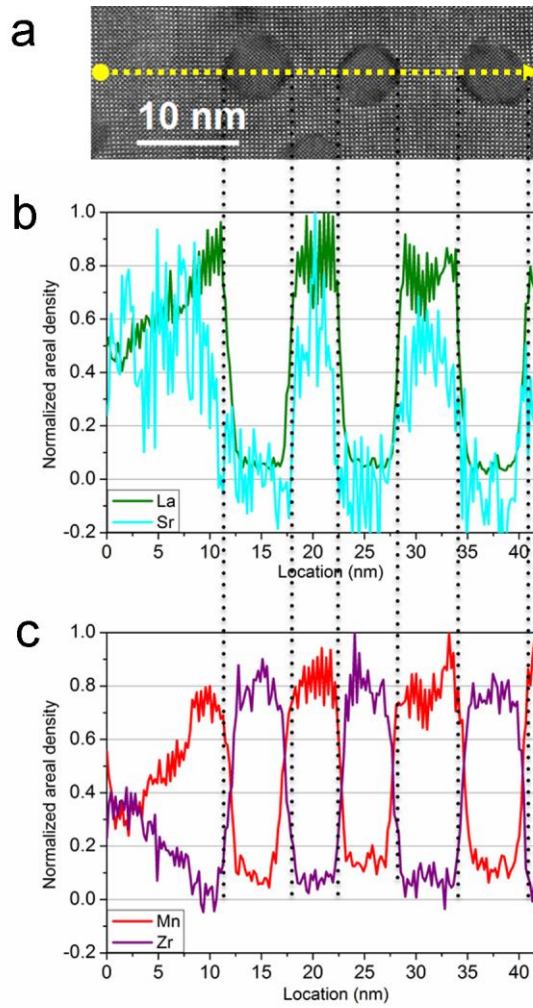 a
10 nm
b
Normalized areal density
1.0
0.8
0.6
0.4
0.2
0.0
-0.2
La
Sr
0 5 10 15 20 25 30 35 40
Location (nm)
c
Normalized areal density
1.0
0.8
0.6
0.4
0.2
0.0
-0.2
Mn
Zr
0 5 10 15 20 25 30 35 40
Location (nm)